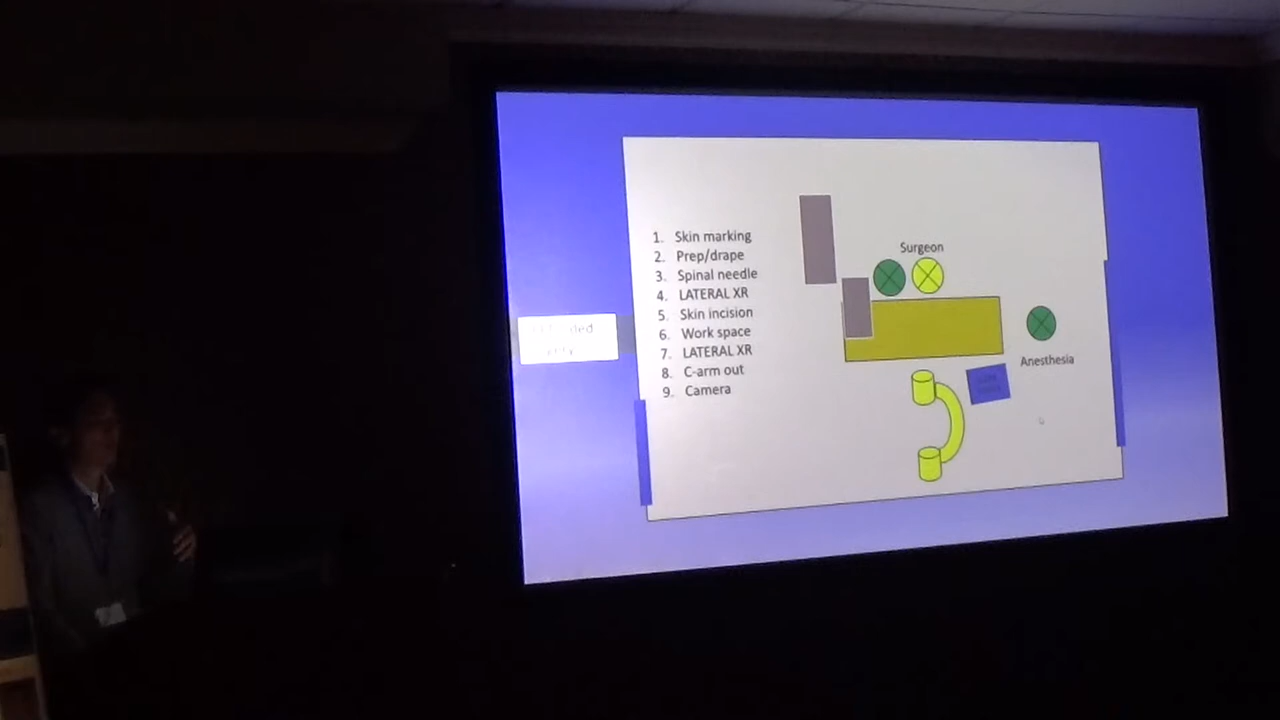 1. Skin marking
2. Prep/drape
3. Spinal needle
4. LATERAL XR
5. Skin incision
6. Work space
7. LATERAL XR
8. C-arm out
9. Camera
Surgeon
Anesthesia